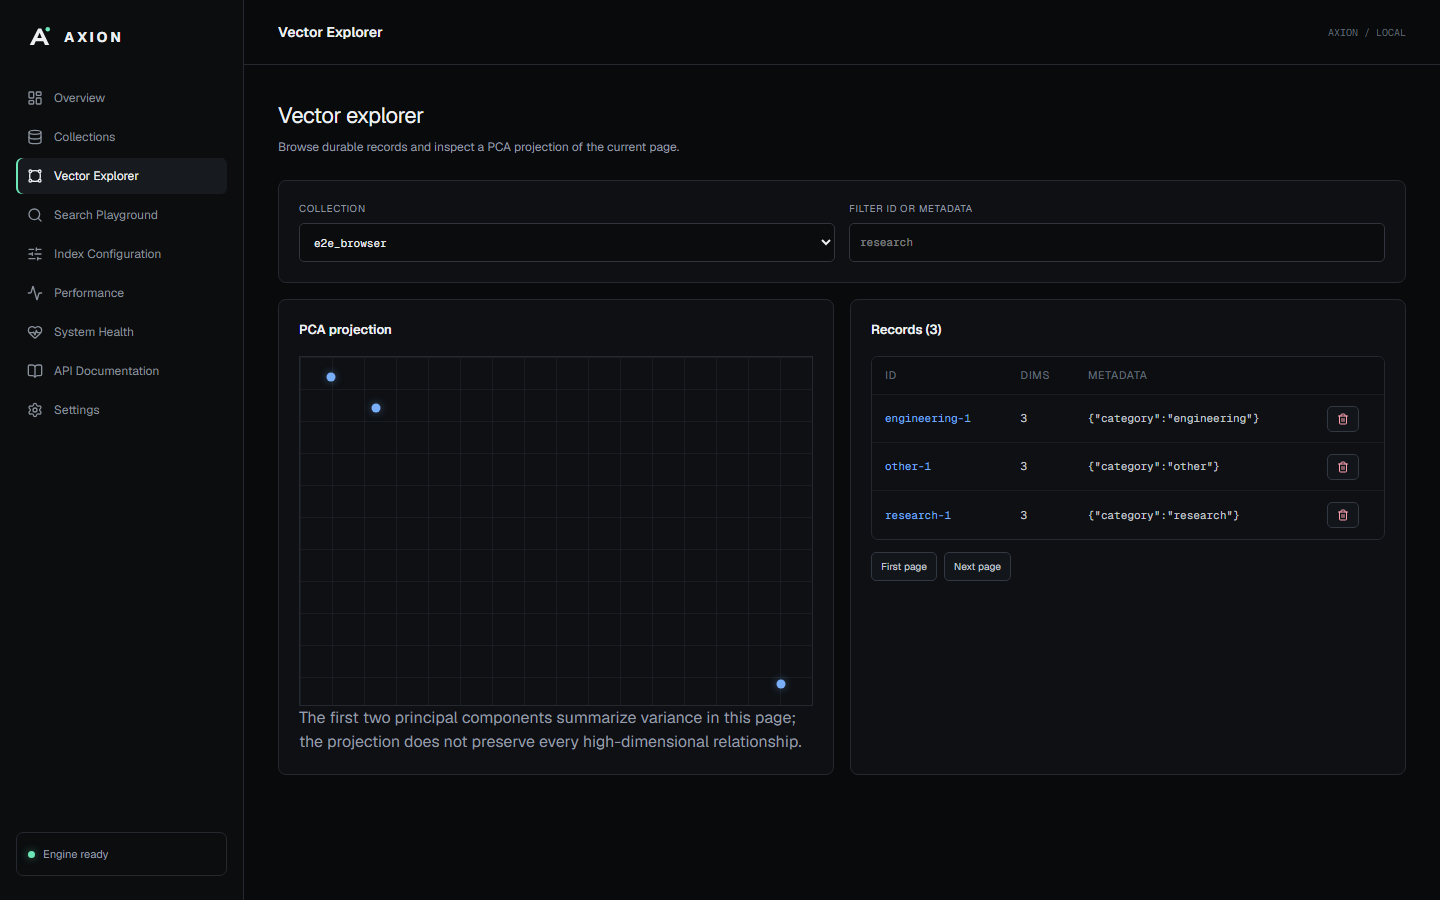 AXION
Overview
Collections
Vector Explorer
Search Playground
Index Configuration
Performance
System Health
API Documentation
Settings
Engine ready
Vector Explorer
AXION / LOCAL
Vector explorer
Browse durable records and inspect a PCA projection of the current page.
COLLECTION
e2e_browser
FILTER ID OR METADATA
research
PCA projection
The first two principal components summarize variance in this page;
the projection does not preserve every high-dimensional relationship.
Records (3)
ID DIMS METADATA
engineering-1 3 {"category":"engineering"}
other-1 3 {"category":"other"}
research-1 3 {"category":"research"}
First page Next page